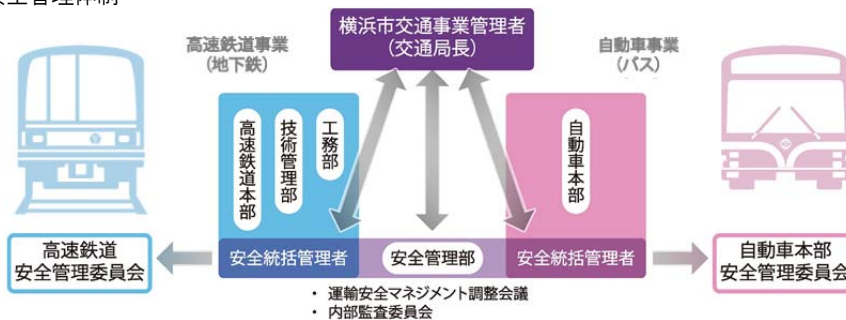 安全管理体制
横浜市交通事業管理者
(交通局長)
高速鉄道事業
(地下鉄)
自動車事業
(バス)
高速鉄道本部
技術管理部
工務部
自動車本部
安全統括管理者
安全管理部
安全統括管理者
高速鉄道
安全管理委員会
自動車本部
安全管理委員会
・ 運輸安全マネジメント調整会議
・ 内部監査委員会